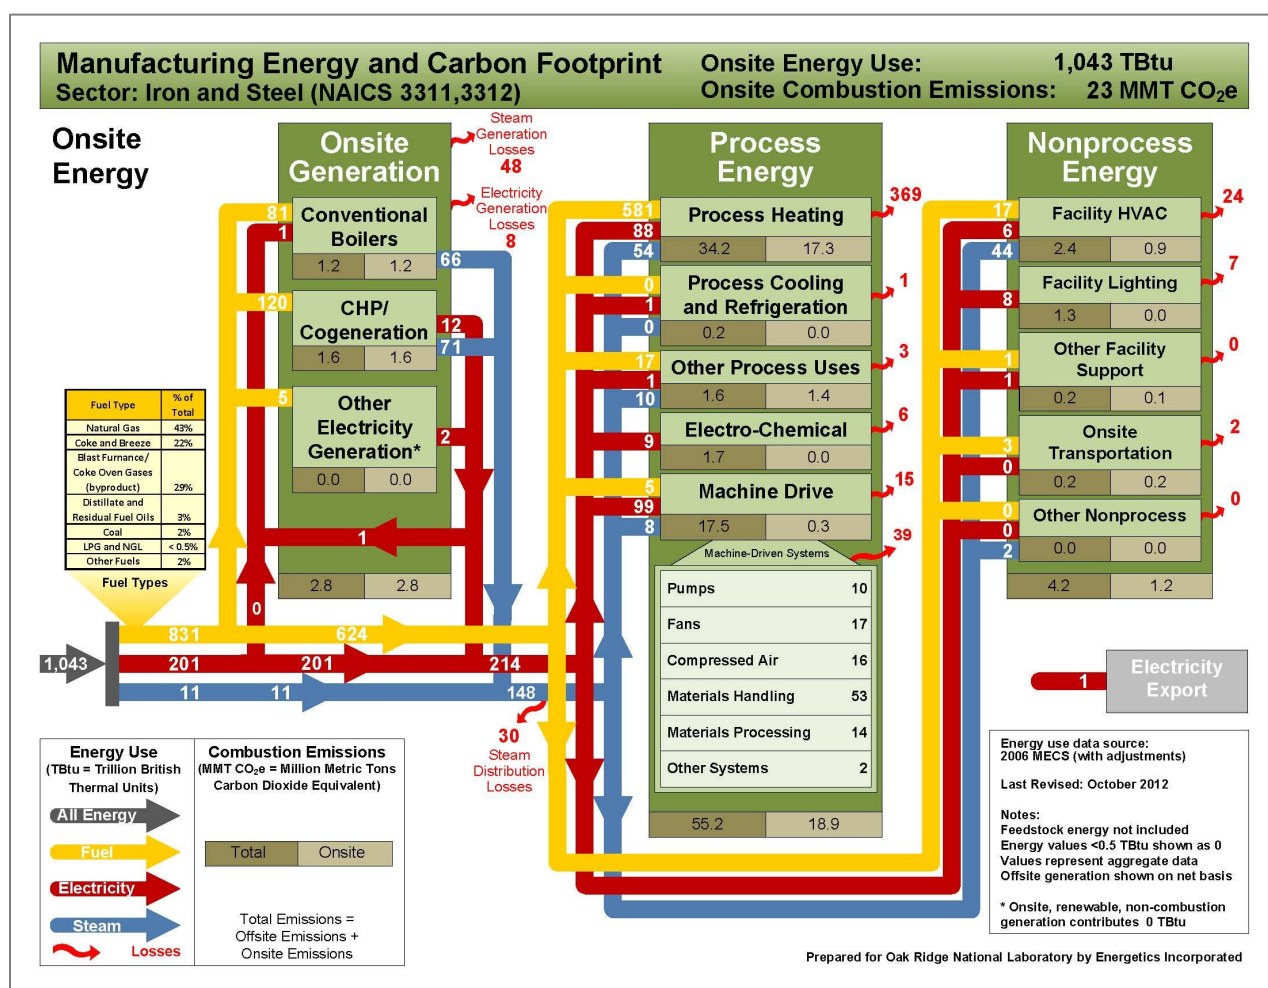 Manufacturing Energy and Carbon Footprint
Sector: Iron and Steel (NAICS 3311,3312)
Onsite Energy Use: 1,043 TBtu
Onsite Combustion Emissions: 23 MMT CO2e
Onsite
Energy
Onsite
Generation
Steam
Generation
Losses
48
Electricity
Generation
Losses
8
81
1
Conventional
Boilers
1.2 1.2
66
120
CHP/
Cogeneration
1.6 1.6
12
71
5
Other
Electricity
Generation*
0.0 0.0
2
1
2.8 2.8
0
Fuel Type % of
Total
Natural Gas 43%
Coke and Breeze 22%
Blast Furnance/
Coke Oven Gases
(byproduct) 29%
Distillate and
Residual Fuel Oils 3%
Coal 2%
LPG and NGL < 0.5%
Other Fuels 2%
Fuel Types
1,043
831 624
201 201 214
11 11 148
30
Steam
Distribution
Losses
Process
Energy
581
88
54
Process Heating
34.2 17.3
369
0
1
0
Process Cooling
and Refrigeration
0.2 0.0
1
17
1
10
Other Process Uses
1.6 1.4
3
9
Electro-Chemical
1.7 0.0
6
5
99
8
Machine Drive
17.5 0.3
15
Machine-Driven Systems
39
Pumps 10
Fans 17
Compressed Air 16
Materials Handling 53
Materials Processing 14
Other Systems 2
55.2 18.9
Nonprocess
Energy
17
6
44
Facility HVAC
2.4 0.9
24
8
Facility Lighting
1.3 0.0
7
1
1
Other Facility
Support
0.2 0.1
0
3
0
Onsite
Transportation
0.2 0.2
2
0
0
2
Other Nonprocess
0.0 0.0
0
4.2 1.2
1
Electricity
Export
Energy Use
(TBtu = Trillion British
Thermal Units)
All Energy
Fuel
Electricity
Steam
Losses
Combustion Emissions
(MMT CO2e = Million Metric Tons
Carbon Dioxide Equivalent)
Total Onsite
Total Emissions =
Offsite Emissions +
Onsite Emissions
Energy use data source:
2006 MECS (with adjustments)
Last Revised: October 2012
Notes:
Feedstock energy not included
Energy values <0.5 TBtu shown as 0
Values represent aggregate data
Offsite generation shown on net basis
* Onsite, renewable, non-combustion
generation contributes 0 TBtu
Prepared for Oak Ridge National Laboratory by Energetics Incorporated